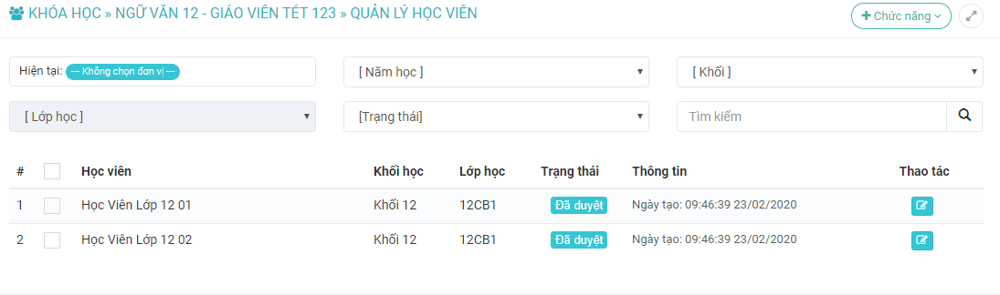 KHÓA HỌC » NGỮ VĂN 12 - GIÁO VIÊN TÉT 123 » QUẢN LÝ HỌC VIÊN Chức năng
Hiện tại: --- Không chọn đơn vị --- [ Năm học ] [ Khối ]
[ Lớp học ] [Trạng thái] Tìm kiếm
# Học viên Khối học Lớp học Trạng thái Thông tin Thao tác
1 Học Viên Lớp 12 01 Khối 12 12CB1 Đã duyệt Ngày tạo: 09:46:39 23/02/2020
2 Học Viên Lớp 12 02 Khối 12 12CB1 Đã duyệt Ngày tạo: 09:46:39 23/02/2020